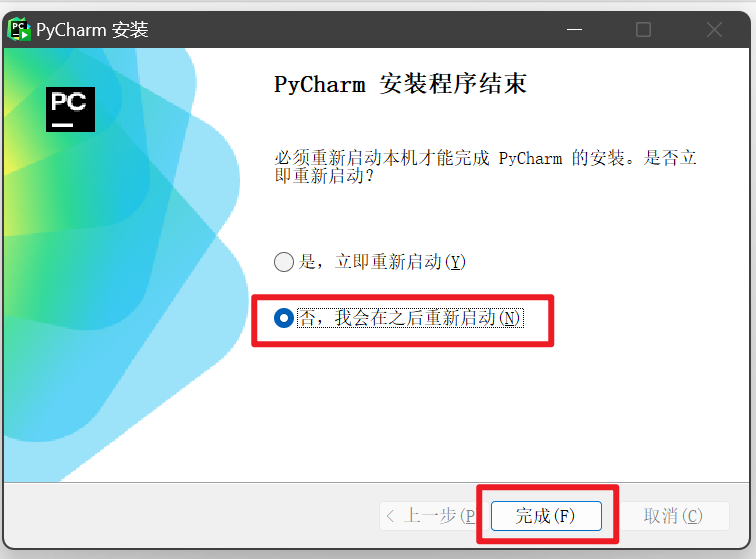 PyCharm 安装
PC
PyCharm 安装程序结束
必须重新启动本机才能完成 PyCharm 的安装。是否立
即重新启动？
是，立即重新启动(Y)
否，我会在之后重新启动(N)
< 上一步(P 完成(F) 取消(C)